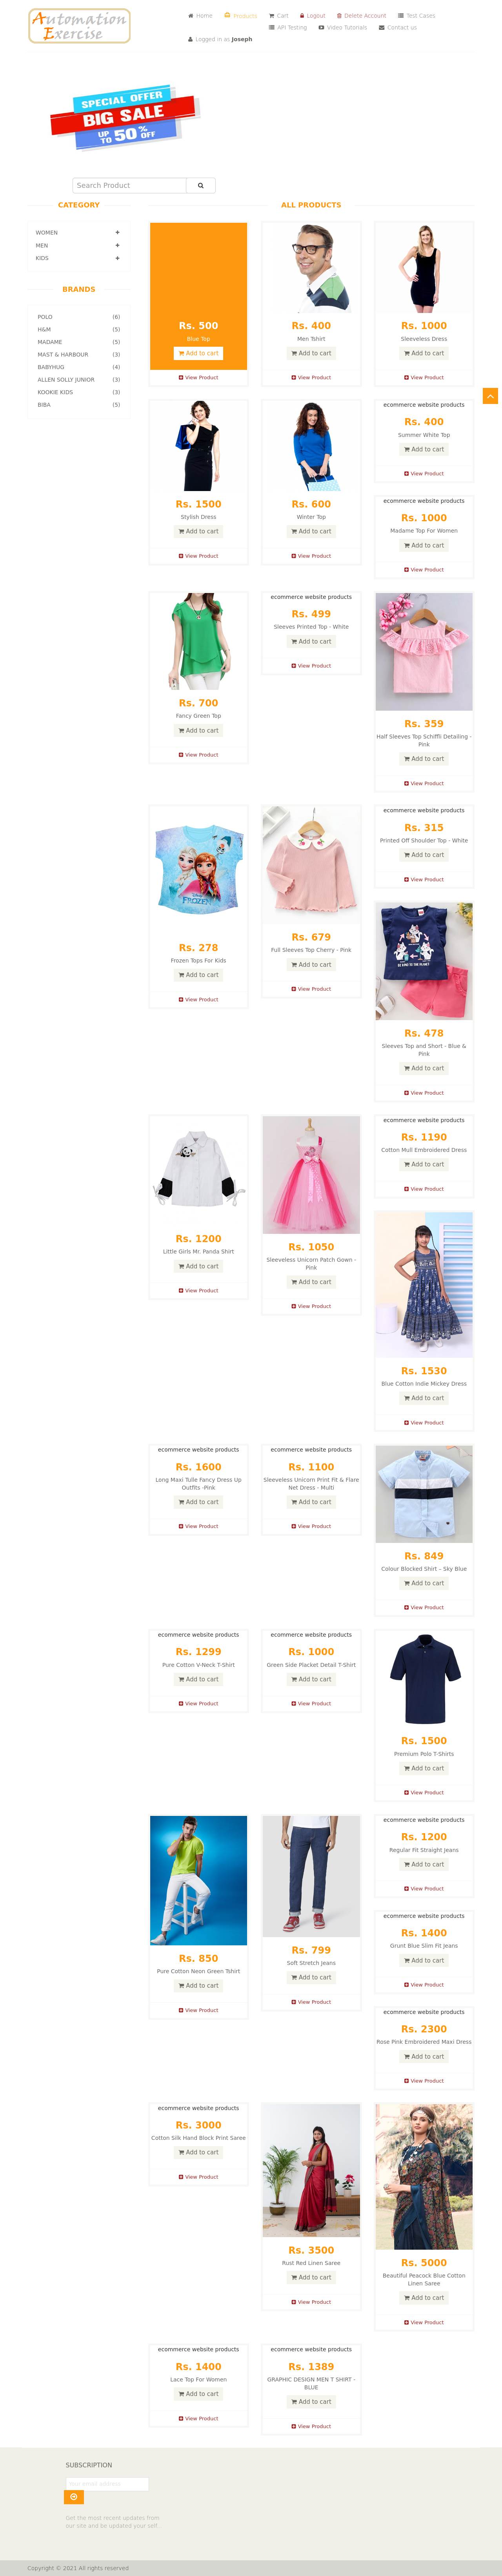 Automation
Exercise
Home
Products
Cart
Logout
Delete Account
Test Cases
API Testing
Video Tutorials
Contact us
Logged in as Joseph
SPECIAL OFFER
BIG SALE
UP TO 50% OFF
Search Product
CATEGORY
WOMEN
MEN
KIDS
BRANDS
POLO (6)
H&M (5)
MADAME (5)
MAST & HARBOUR (3)
BABYHUG (4)
ALLEN SOLLY JUNIOR (3)
KOOKIE KIDS (3)
BIBA (5)
ALL PRODUCTS
Rs. 500
Blue Top
Add to cart
View Product
Rs. 400
Men Tshirt
Add to cart
View Product
Rs. 1000
Sleeveless Dress
Add to cart
View Product
Rs. 1500
Stylish Dress
Add to cart
View Product
Rs. 600
Winter Top
Add to cart
View Product
ecommerce website products
Rs. 400
Summer White Top
Add to cart
View Product
ecommerce website products
Rs. 1000
Madame Top For Women
Add to cart
View Product
Rs. 700
Fancy Green Top
Add to cart
View Product
ecommerce website products
Rs. 499
Sleeves Printed Top - White
Add to cart
View Product
Rs. 359
Half Sleeves Top Schiffli Detailing -
Pink
Add to cart
View Product
FROZEN
Rs. 278
Frozen Tops For Kids
Add to cart
View Product
Rs. 679
Full Sleeves Top Cherry - Pink
Add to cart
View Product
ecommerce website products
Rs. 315
Printed Off Shoulder Top - White
Add to cart
View Product
Rs. 478
Sleeves Top and Short - Blue &
Pink
Add to cart
View Product
Rs. 1200
Little Girls Mr. Panda Shirt
Add to cart
View Product
Rs. 1050
Sleeveless Unicorn Patch Gown -
Pink
Add to cart
View Product
ecommerce website products
Rs. 1190
Cotton Mull Embroidered Dress
Add to cart
View Product
Rs. 1530
Blue Cotton Indie Mickey Dress
Add to cart
View Product
ecommerce website products
Rs. 1600
Long Maxi Tulle Fancy Dress Up
Outfits -Pink
Add to cart
View Product
ecommerce website products
Rs. 1100
Sleeveless Unicorn Print Fit & Flare
Net Dress - Multi
Add to cart
View Product
Rs. 849
Colour Blocked Shirt – Sky Blue
Add to cart
View Product
ecommerce website products
Rs. 1299
Pure Cotton V-Neck T-Shirt
Add to cart
View Product
ecommerce website products
Rs. 1000
Green Side Placket Detail T-Shirt
Add to cart
View Product
Rs. 1500
Premium Polo T-Shirts
Add to cart
View Product
Rs. 850
Pure Cotton Neon Green Tshirt
Add to cart
View Product
Rs. 799
Soft Stretch Jeans
Add to cart
View Product
ecommerce website products
Rs. 1200
Regular Fit Straight Jeans
Add to cart
View Product
ecommerce website products
Rs. 1400
Grunt Blue Slim Fit Jeans
Add to cart
View Product
ecommerce website products
Rs. 2300
Rose Pink Embroidered Maxi Dress
Add to cart
View Product
ecommerce website products
Rs. 3000
Cotton Silk Hand Block Print Saree
Add to cart
View Product
Rs. 3500
Rust Red Linen Saree
Add to cart
View Product
Rs. 5000
Beautiful Peacock Blue Cotton
Linen Saree
Add to cart
View Product
ecommerce website products
Rs. 1400
Lace Top For Women
Add to cart
View Product
ecommerce website products
Rs. 1389
GRAPHIC DESIGN MEN T SHIRT -
BLUE
Add to cart
View Product
SUBSCRIPTION
Your email address
Get the most recent updates from
our site and be updated your self...
Copyright © 2021 All rights reserved